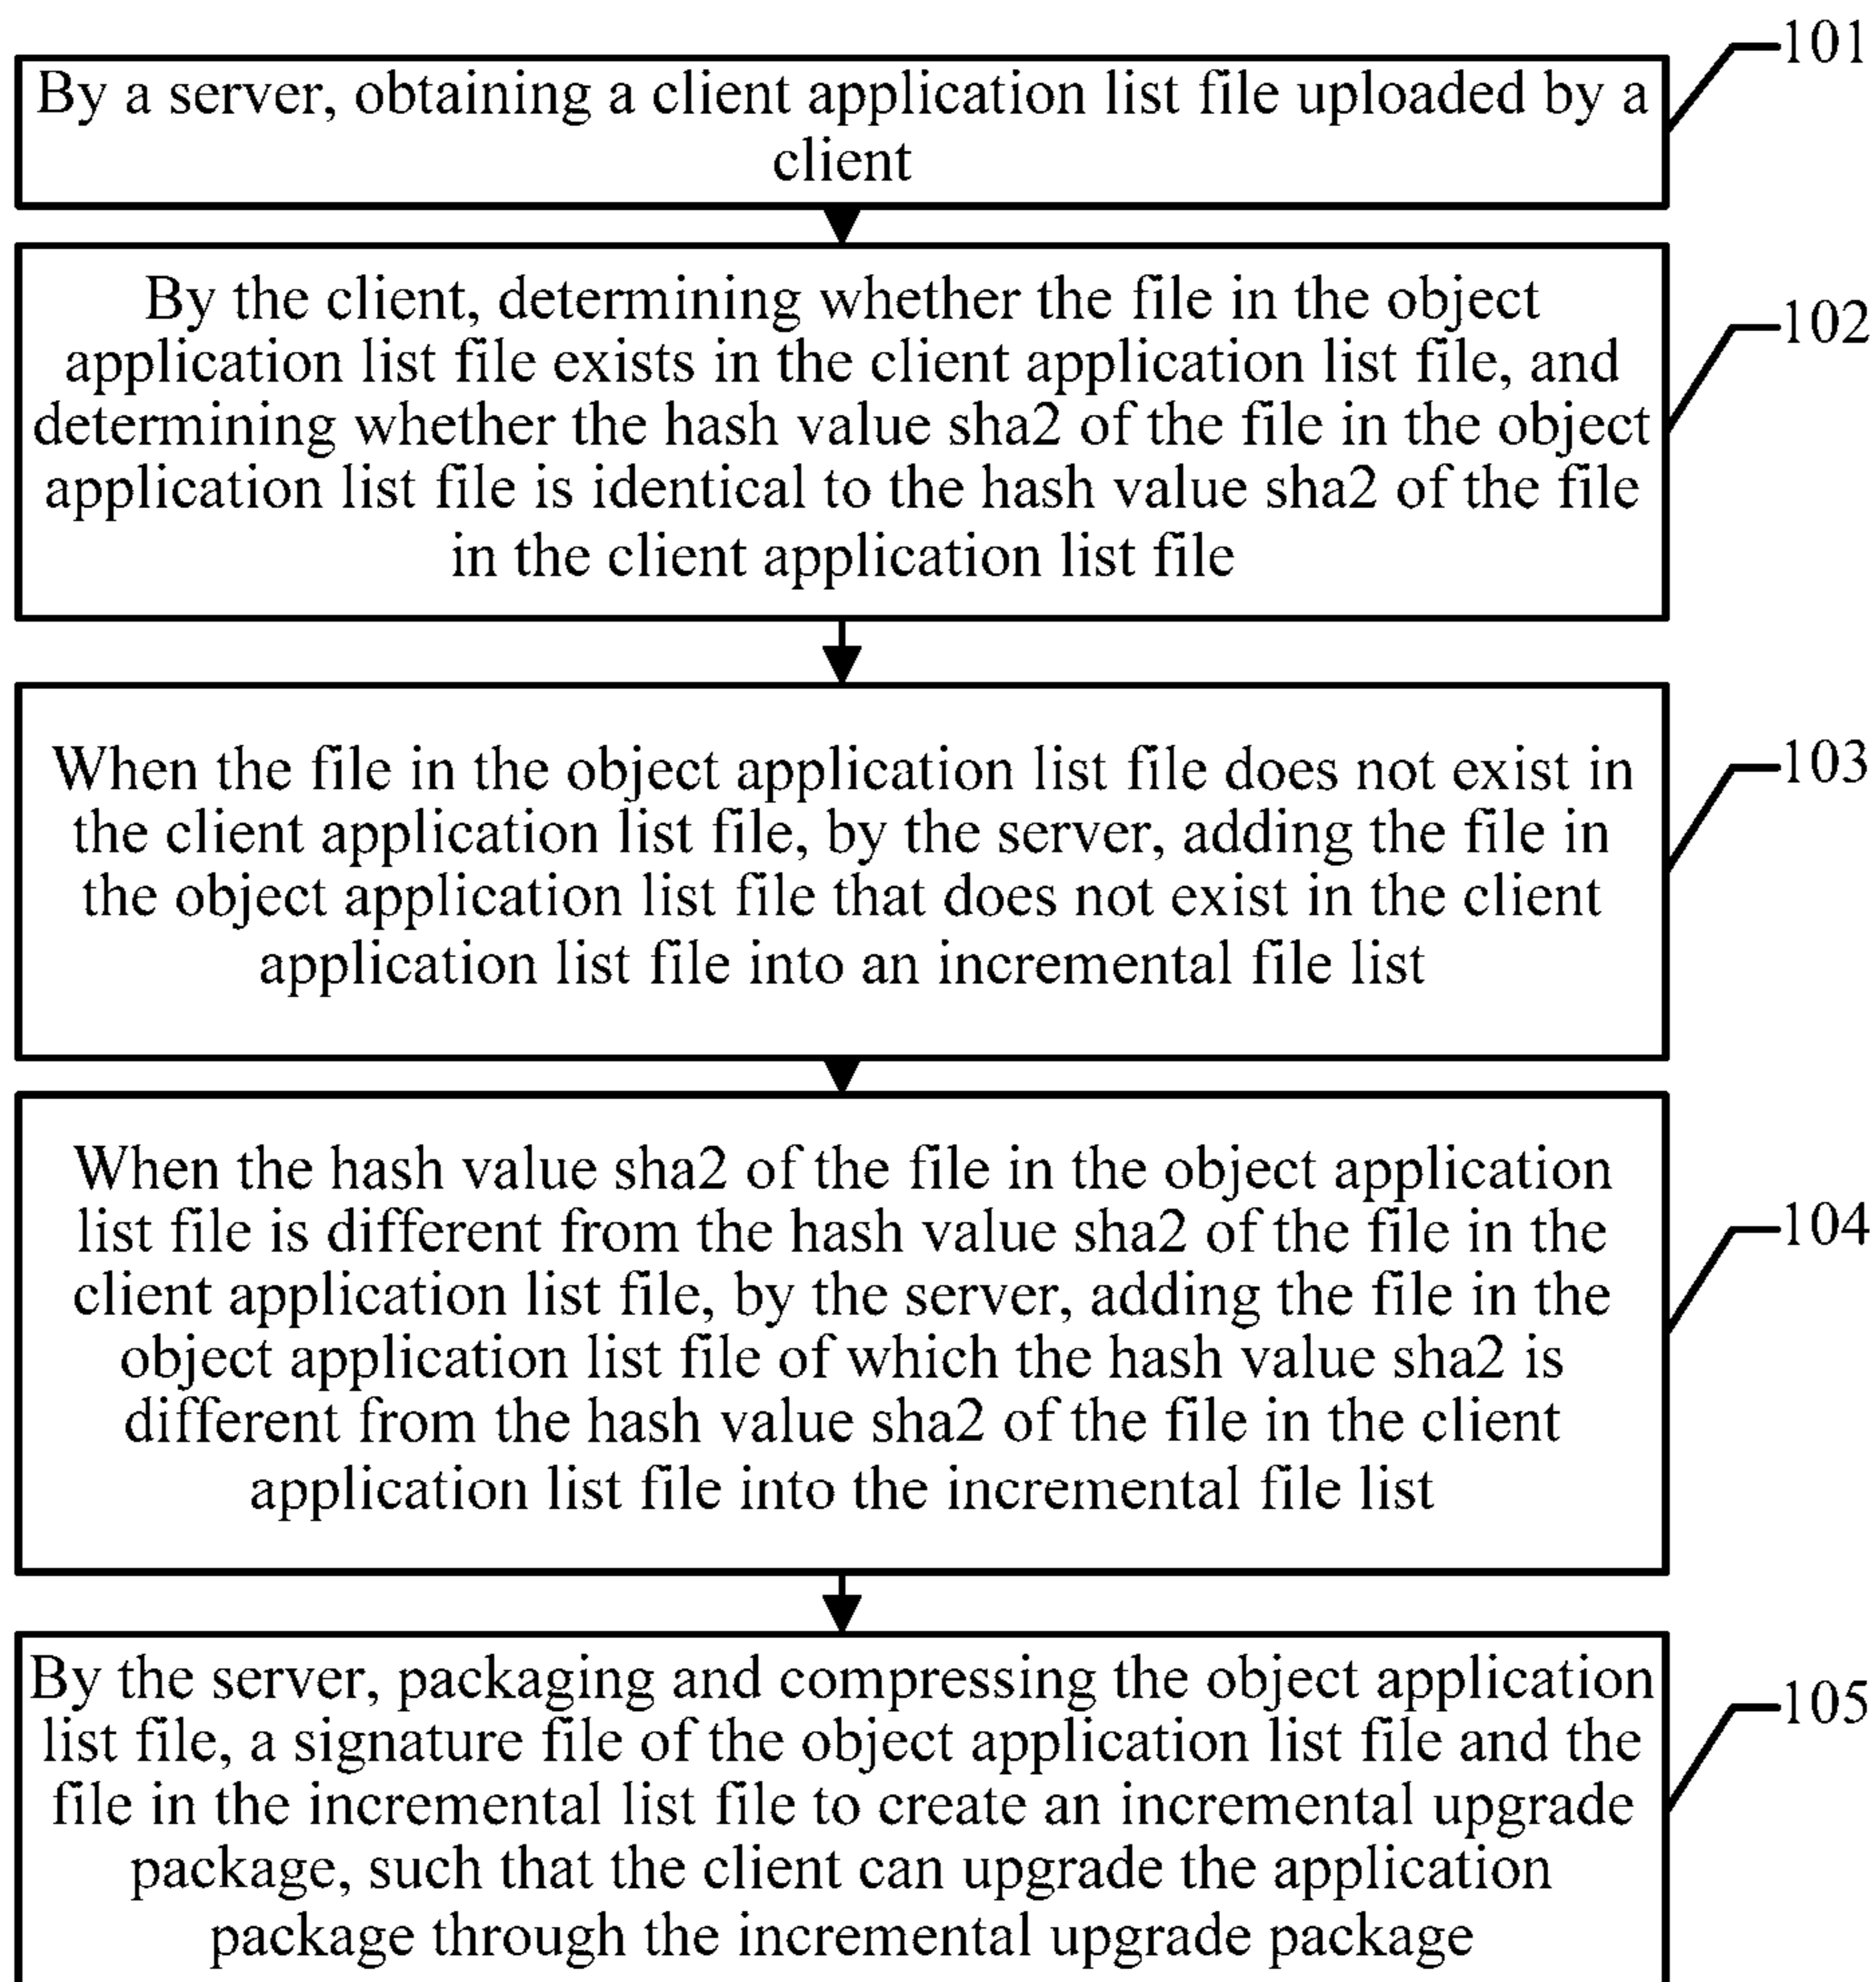 101
By a server, obtaining a client application list file uploaded by a
client
By the client, determining whether the file in the object
application list file exists in the client application list file, and
determining whether the hash value sha2 of the file in the object
application list file is identical to the hash value sha2 of the file
in the client application list file
102
When the file in the object application list file does not exist in
the client application list file, by the server, adding the file in
the object application list file that does not exist in the client
application list file into an incremental file list
103
When the hash value sha2 of the file in the object application
list file is different from the hash value sha2 of the file in the
client application list file, by the server, adding the file in the
object application list file of which the hash value sha2 is
different from the hash value sha2 of the file in the client
application list file into the incremental file list
104
By the server, packaging and compressing the object application
list file, a signature file of the object application list file and the
file in the incremental list file to create an incremental upgrade
package, such that the client can upgrade the application
package through the incremental upgrade package
105